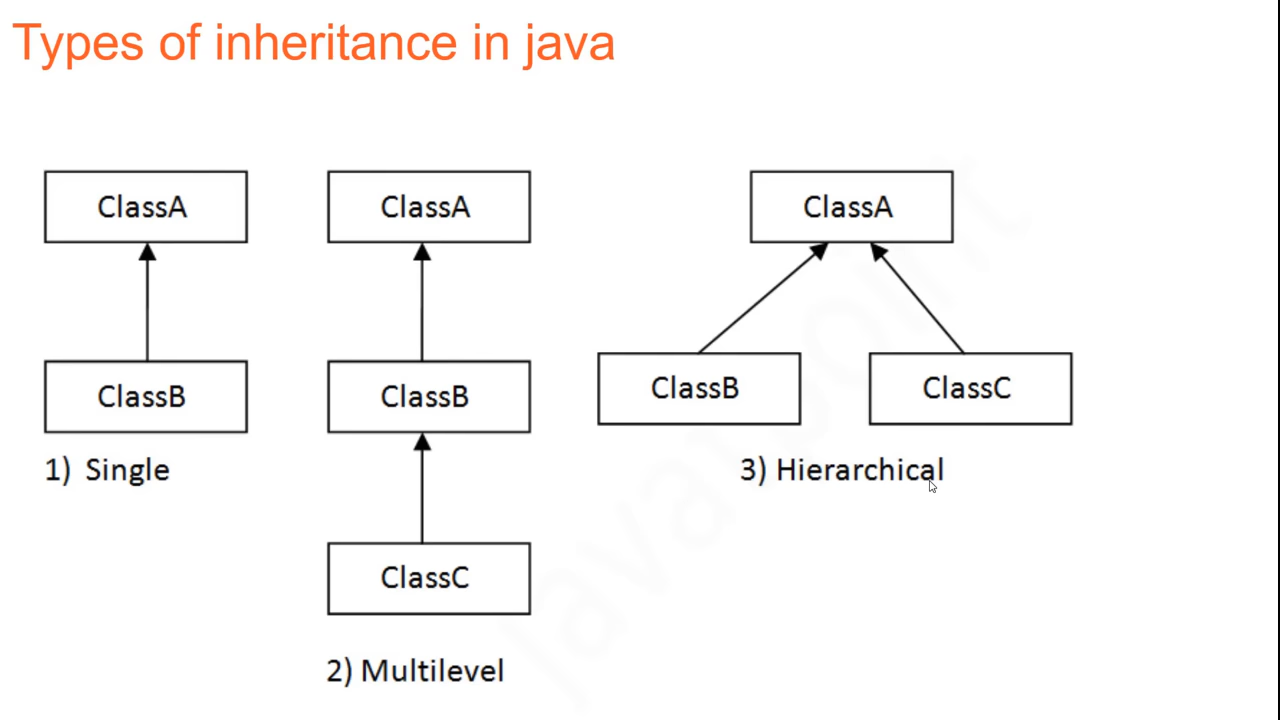 Types of inheritance in java
ClassA
ClassB
1) Single
ClassA
ClassB
ClassC
2) Multilevel
ClassA
ClassB
ClassC
3) Hierarchical